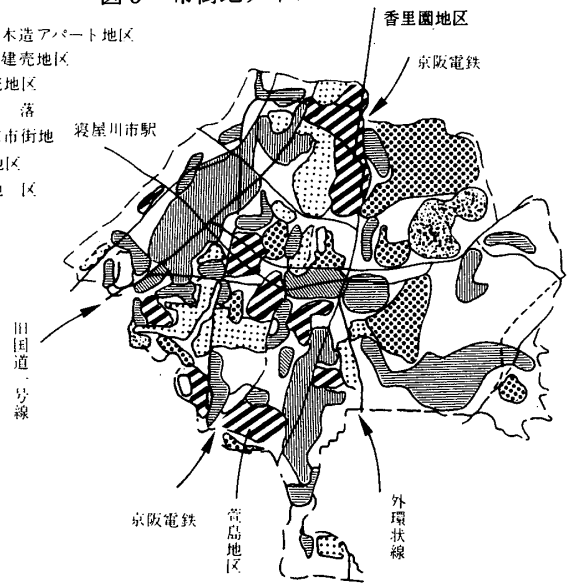 香里園地区
木造アパート地区
京阪電鉄
建売地区
地区
落
市街地
寝屋川市駅
地区
地 区
旧国道一号線
京阪電鉄
萱島地区
外環状線